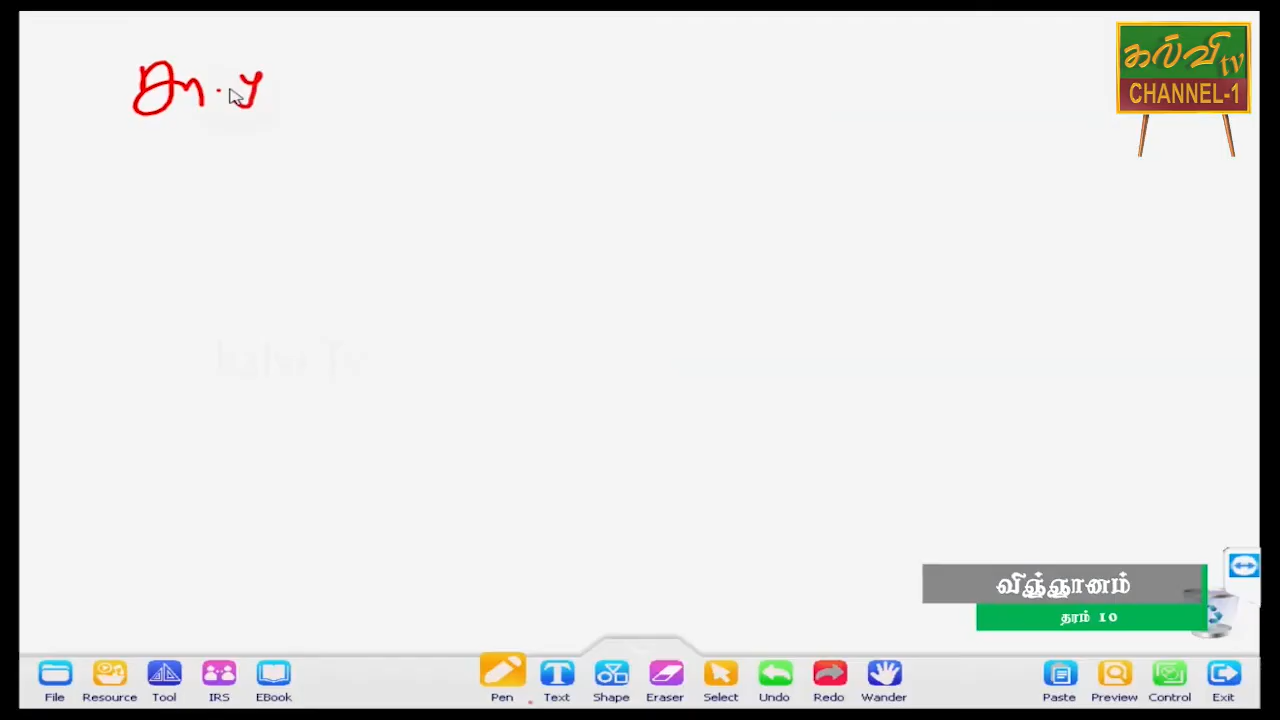 கல்வி tv
CHANNEL-1
விஞ்ஞானம்
தரம் 10
File Resource Tool IRS EBook Pen Text Shape Eraser Select Undo Redo Wander Paste Preview Control Exit